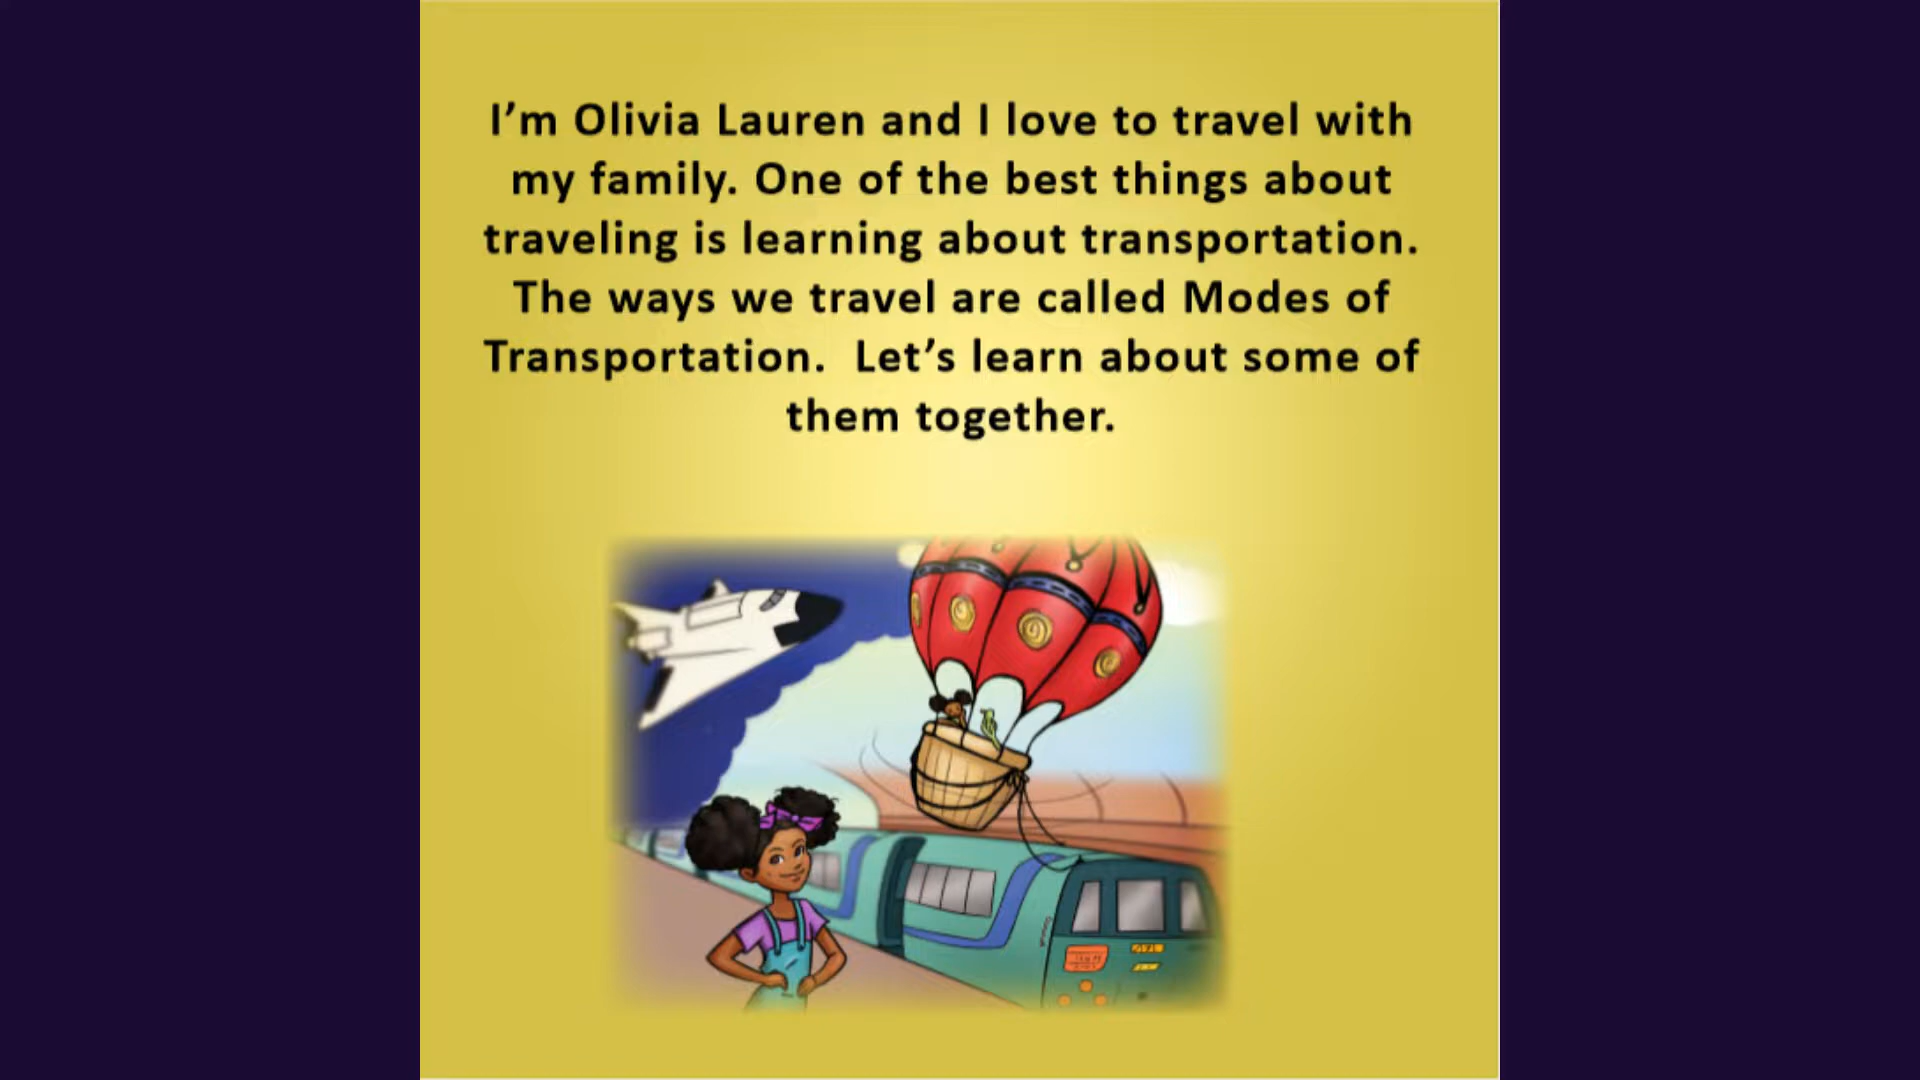 I’m Olivia Lauren and I love to travel with
my family. One of the best things about
traveling is learning about transportation.
The ways we travel are called Modes of
Transportation.  Let’s learn about some of
them together.